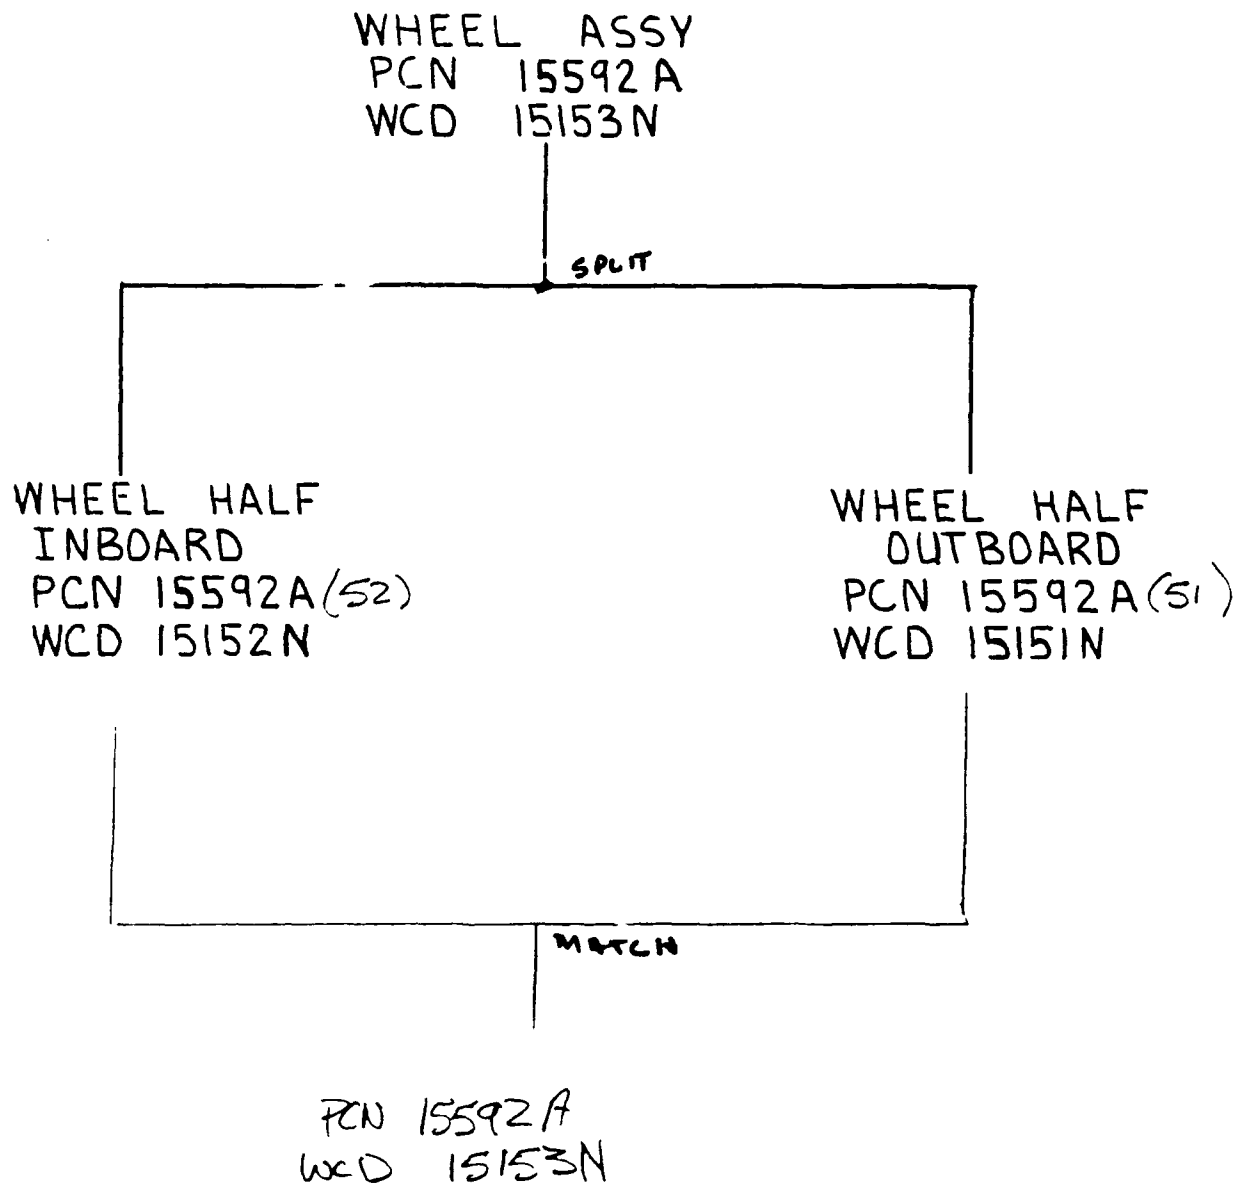 WHEEL ASSY
PCN 15592A
WCD 15153N
SPLIT
WHEEL HALF
INBOARD
PCN 15592A(52)
WCD 15152N
WHEEL HALF
OUTBOARD
PCN 15592A(51)
WCD 15151N
MATCH
PCN 15592A
WCD 15153N